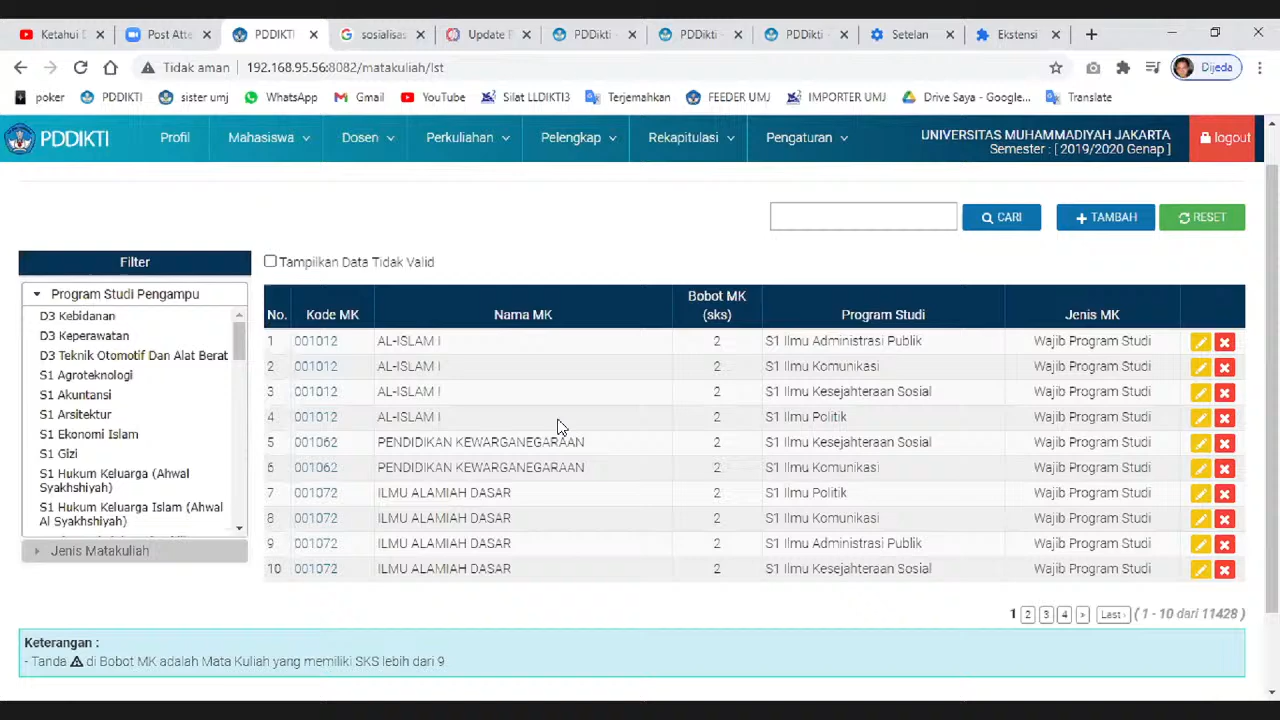 Ketahui
Post Atte
PDDIKTI
sosialisas
Update F
PDDikti
PDDikti
PDDikti
Setelan
Ekstensi
Tidak aman
192.168.95.56:8082/matakuliah/lst
Dijeda
poker
PDDIKTI
sister umj
WhatsApp
Gmail
YouTube
Silat LLDIKTI3
Terjemahkan
FEEDER UMJ
IMPORTER UMJ
Drive Saya - Google...
Translate
PDDIKTI
Profil
Mahasiswa
Dosen
Perkuliahan
Pelengkap
Rekapitulasi
Pengaturan
UNIVERSITAS MUHAMMADIYAH JAKARTA
Semester : [ 2019/2020 Genap ]
logout
CARI
+ TAMBAH
RESET
Filter
Tampilkan Data Tidak Valid
Program Studi Pengampu
D3 Kebidanan
D3 Keperawatan
D3 Teknik Otomotif Dan Alat Berat
S1 Agroteknologi
S1 Akuntansi
S1 Arsitektur
S1 Ekonomi Islam
S1 Gizi
S1 Hukum Keluarga (Ahwal
Syakhshiyah)
S1 Hukum Keluarga Islam (Ahwal
Al Syakhshiyah)
Jenis Matakuliah
No. Kode MK Nama MK Bobot MK (sks) Program Studi Jenis MK
1 001012 AL-ISLAM I 2 S1 Ilmu Administrasi Publik Wajib Program Studi
2 001012 AL-ISLAM I 2 S1 Ilmu Komunikasi Wajib Program Studi
3 001012 AL-ISLAM I 2 S1 Ilmu Kesejahteraan Sosial Wajib Program Studi
4 001012 AL-ISLAM I 2 S1 Ilmu Politik Wajib Program Studi
5 001062 PENDIDIKAN KEWARGANEGARAAN 2 S1 Ilmu Kesejahteraan Sosial Wajib Program Studi
6 001062 PENDIDIKAN KEWARGANEGARAAN 2 S1 Ilmu Komunikasi Wajib Program Studi
7 001072 ILMU ALAMIAH DASAR 2 S1 Ilmu Politik Wajib Program Studi
8 001072 ILMU ALAMIAH DASAR 2 S1 Ilmu Komunikasi Wajib Program Studi
9 001072 ILMU ALAMIAH DASAR 2 S1 Ilmu Administrasi Publik Wajib Program Studi
10 001072 ILMU ALAMIAH DASAR 2 S1 Ilmu Kesejahteraan Sosial Wajib Program Studi
1 2 3 4 > Last › ( 1 - 10 dari 11428 )
Keterangan :
- Tanda ⚠ di Bobot MK adalah Mata Kuliah yang memiliki SKS lebih dari 9